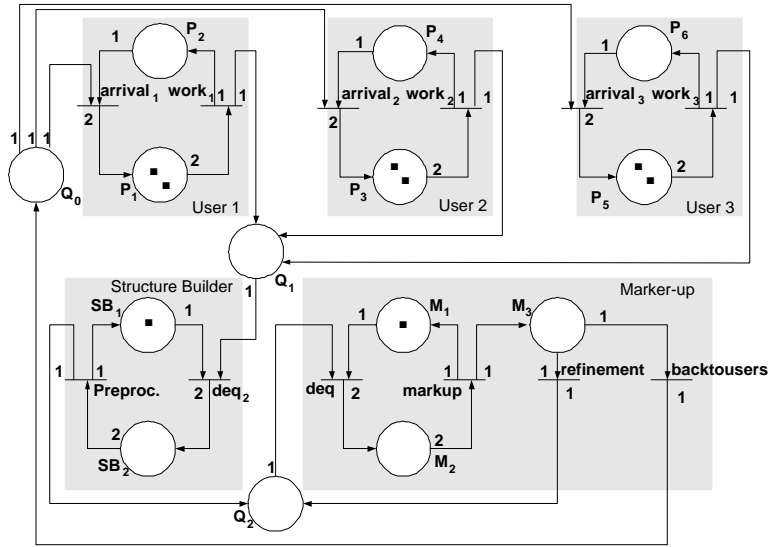 P2 P4 P6
1 1 1
arrival1 work1 1 1 arrival2 work2 1 1 arrival3 work3 1 1
2 2 2
1 1 1
2 2 2
Q0 P1 P3 P5
User 1 User 2 User 3
Q1
1
Structure Builder Marker-up
SB1 M1 M3
1 1 1
refinement backtousers
1 1 1 1 1
Preproc. 2 deq2 deq 2 markup 1 1
2 2
SB2 M2
1
Q2